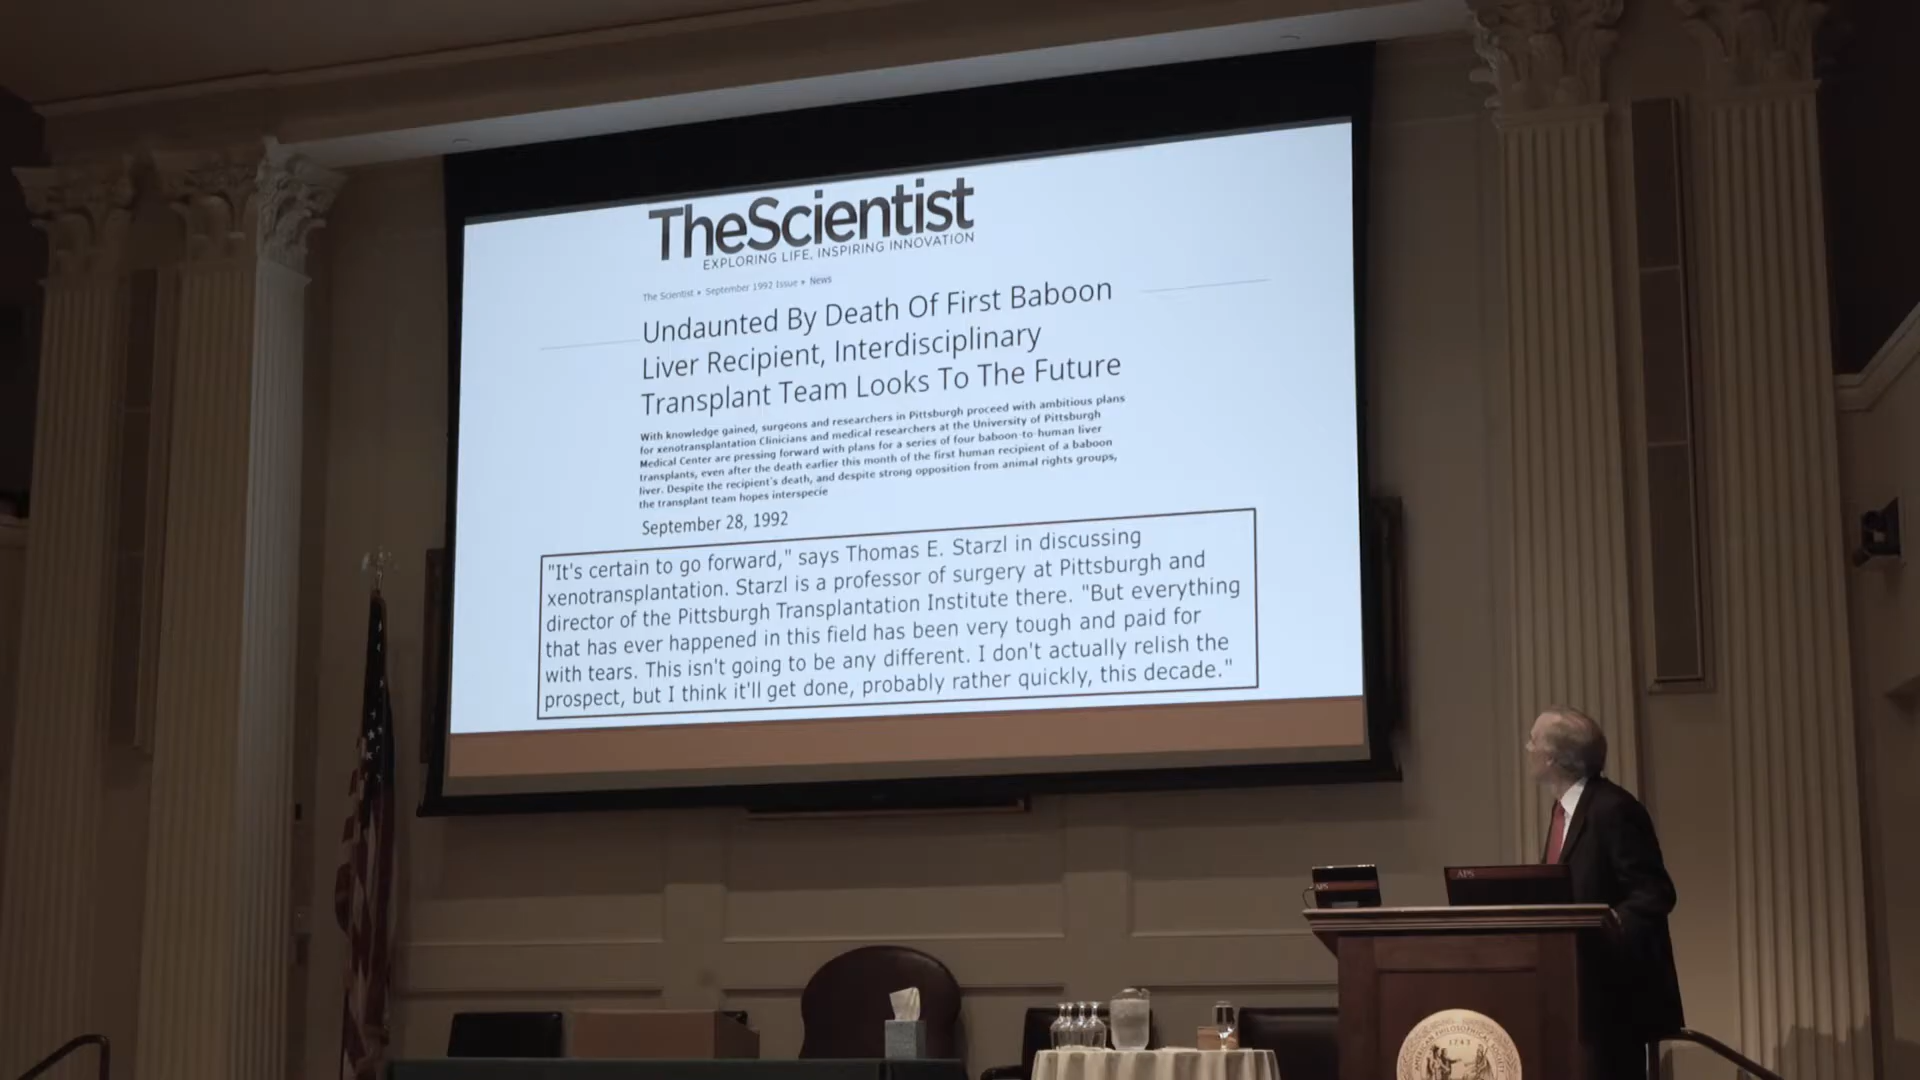 TheScientist
EXPLORING LIFE, INSPIRING INNOVATION
The Scientist » September 1992 Issue » News
Undaunted By Death Of First Baboon
Liver Recipient, Interdisciplinary
Transplant Team Looks To The Future
With knowledge gained, surgeons and researchers in Pittsburgh proceed with ambitious plans
for xenotransplantation Clinicians and medical researchers at the University of Pittsburgh
Medical Center are pressing forward with plans for a series of four baboon-to-human liver
transplants, even after the death earlier this month of the first human recipient of a baboon
liver. Despite the recipient's death, and despite strong opposition from animal rights groups,
the transplant team hopes interspecie
September 28, 1992
"It's certain to go forward," says Thomas E. Starzl in discussing
xenotransplantation. Starzl is a professor of surgery at Pittsburgh and
director of the Pittsburgh Transplantation Institute there. "But everything
that has ever happened in this field has been very tough and paid for
with tears. This isn't going to be any different. I don't actually relish the
prospect, but I think it'll get done, probably rather quickly, this decade."
APS
APS
AMERICAN PHILOSOPHICAL SOCIETY
1743